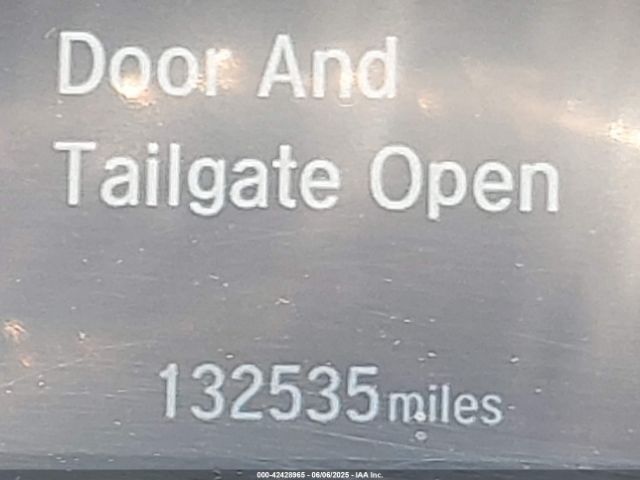 Door And
Tailgate Open
132535 miles
000-42428965 - 06/06/2025 - IAA Inc.